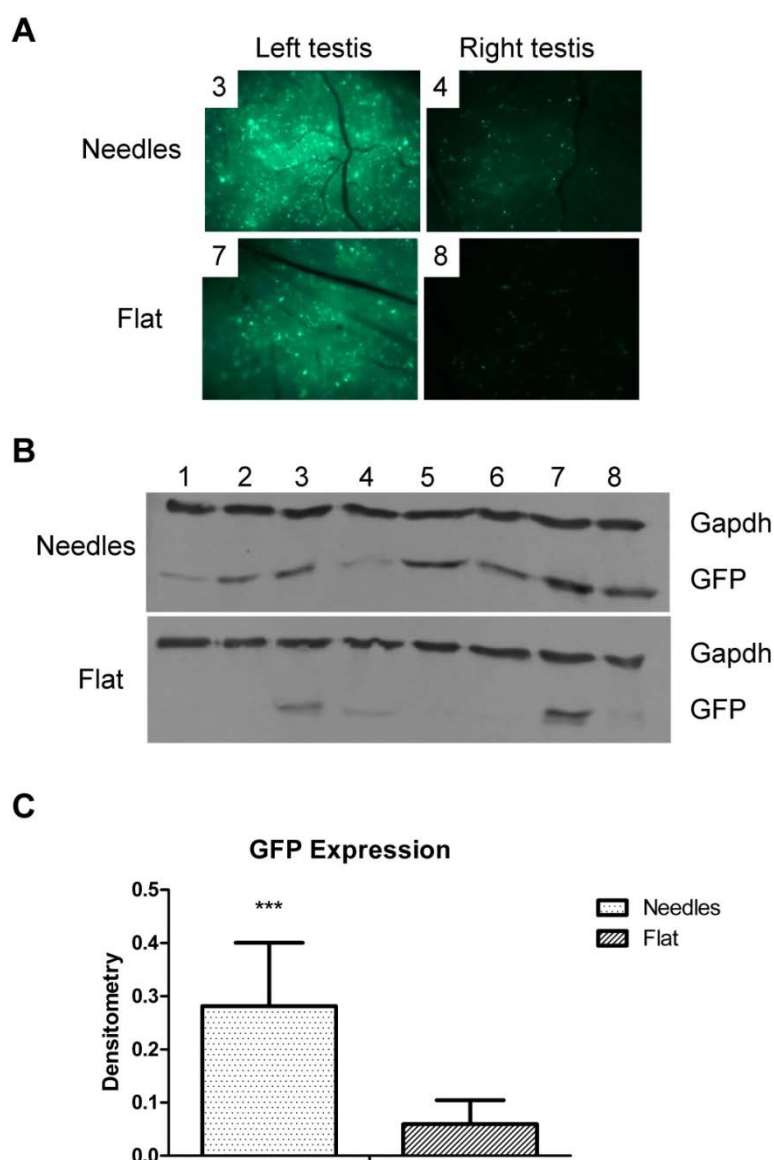 A
Left testis Right testis
3 4
Needles
7 8
Flat
B
1 2 3 4 5 6 7 8
Needles
Gapdh
GFP
Flat
Gapdh
GFP
C
GFP Expression
0.5
0.4
0.3
0.2
0.1
0.0
Densitometry
***
Needles
Flat